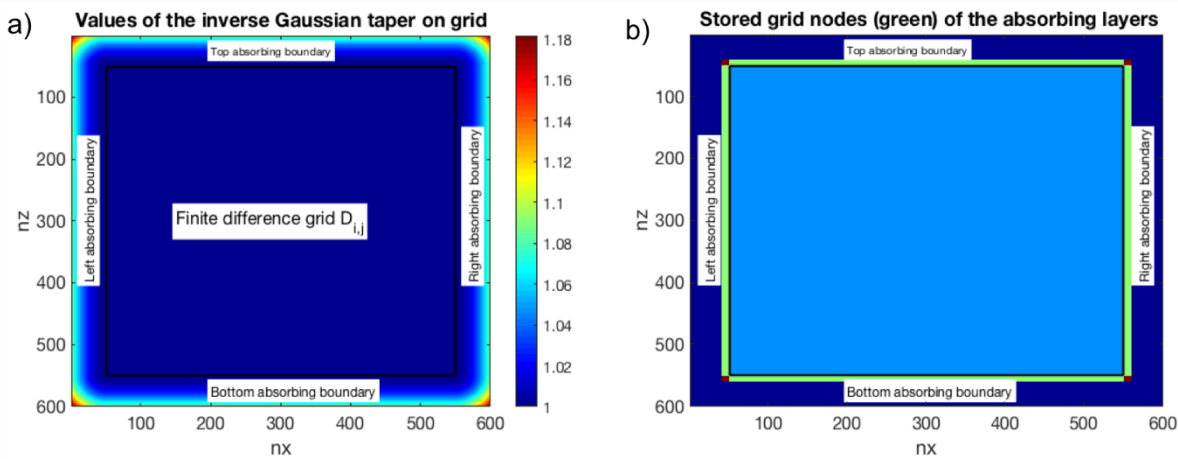 a)
Values of the inverse Gaussian taper on grid
Top absorbing boundary
Left absorbing boundary
Right absorbing boundary
Finite difference grid D_{i,j}
Bottom absorbing boundary
nz
100
200
300
400
500
600
100
200
300
400
500
600
nx
1.18
1.16
1.14
1.12
1.1
1.08
1.06
1.04
1.02
1
b)
Stored grid nodes (green) of the absorbing layers
Top absorbing boundary
Left absorbing boundary
Right absorbing boundary
Bottom absorbing boundary
nz
100
200
300
400
500
600
100
200
300
400
500
600
nx